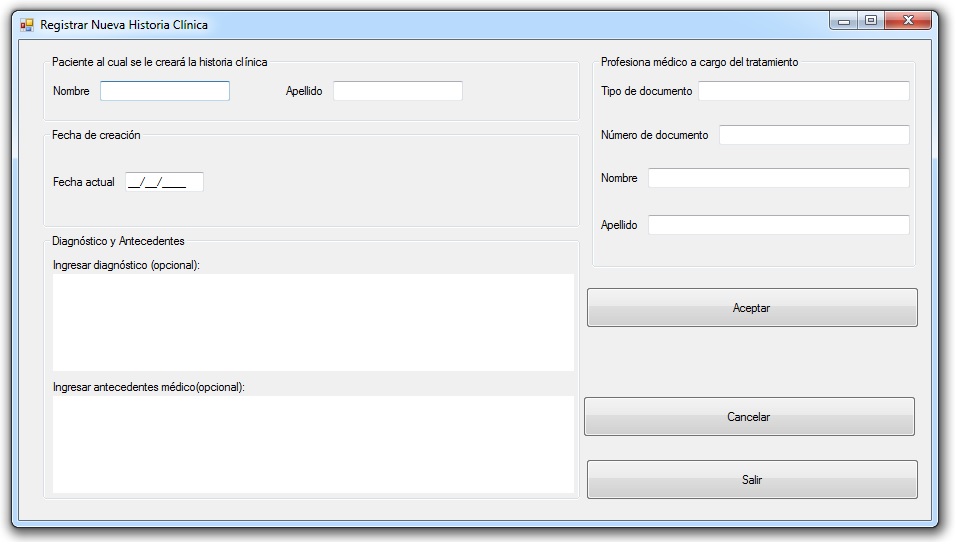 Registrar Nueva Historia Clínica
Paciente al cual se le creará la historia clínica
Nombre
Apellido
Fecha de creación
Fecha actual
__/__/____
Diagnóstico y Antecedentes
Ingresar diagnóstico (opcional):
Ingresar antecedentes médico(opcional):
Profesiona médico a cargo del tratamiento
Tipo de documento
Número de documento
Nombre
Apellido
Aceptar
Cancelar
Salir